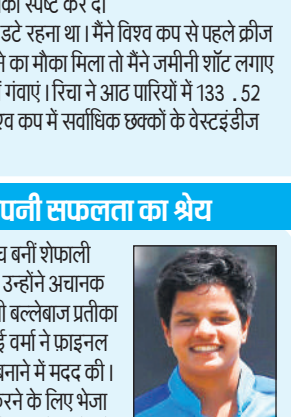 स्पष्ट कर दी
डटे रहना था। मैंने विश्व कप से पहले क्रीज
का मौका मिला तो मैंने जमीनी शॉट लगाए
गंवाएं। रिचा ने आठ पारियों में 133 .52
कप में सर्वाधिक छक्कों के वेस्टइंडीज
पनी सफलता का श्रेय
बनीं शेफाली
उन्होंने अचानक
बल्लेबाज प्रतीका
वर्मा ने फ़ाइनल
बनाने में मदद की।
के लिए भेजा